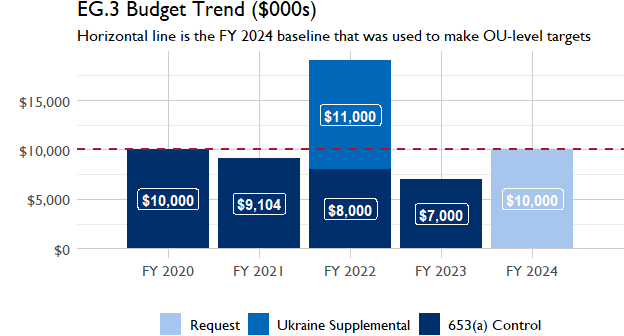 EG.3 Budget Trend ($000s)
Horizontal line is the FY 2024 baseline that was used to make OU-level targets
$15,000
$10,000
$5,000
$0
$10,000
$9,104
$11,000
$8,000
$7,000
$10,000
FY 2020 FY 2021 FY 2022 FY 2023 FY 2024
Request Ukraine Supplemental 653(a) Control